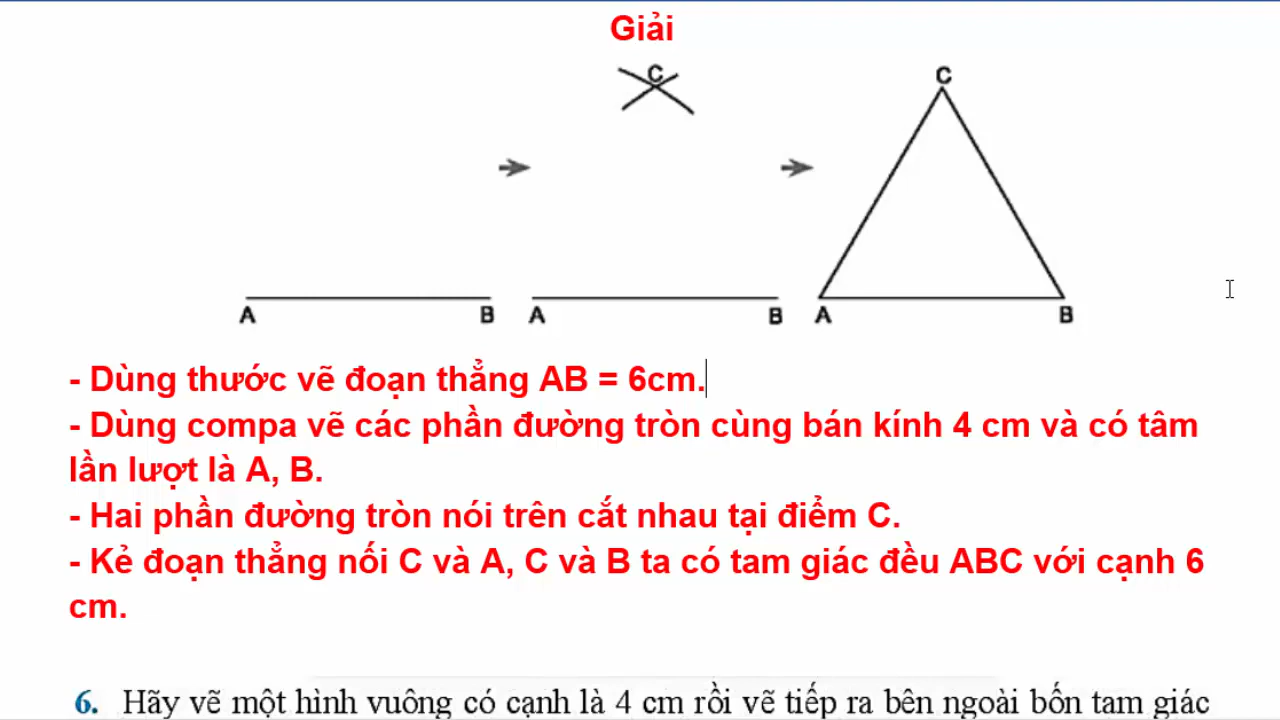 Giải
C
C
A B A B A B
- Dùng thước vẽ đoạn thẳng AB = 6cm.
- Dùng compa vẽ các phần đường tròn cùng bán kính 4 cm và có tâm
lần lượt là A, B.
- Hai phần đường tròn nói trên cắt nhau tại điểm C.
- Kẻ đoạn thẳng nối C và A, C và B ta có tam giác đều ABC với cạnh 6
cm.
6. Hãy vẽ một hình vuông có cạnh là 4 cm rồi vẽ tiếp ra bên ngoài bốn tam giác